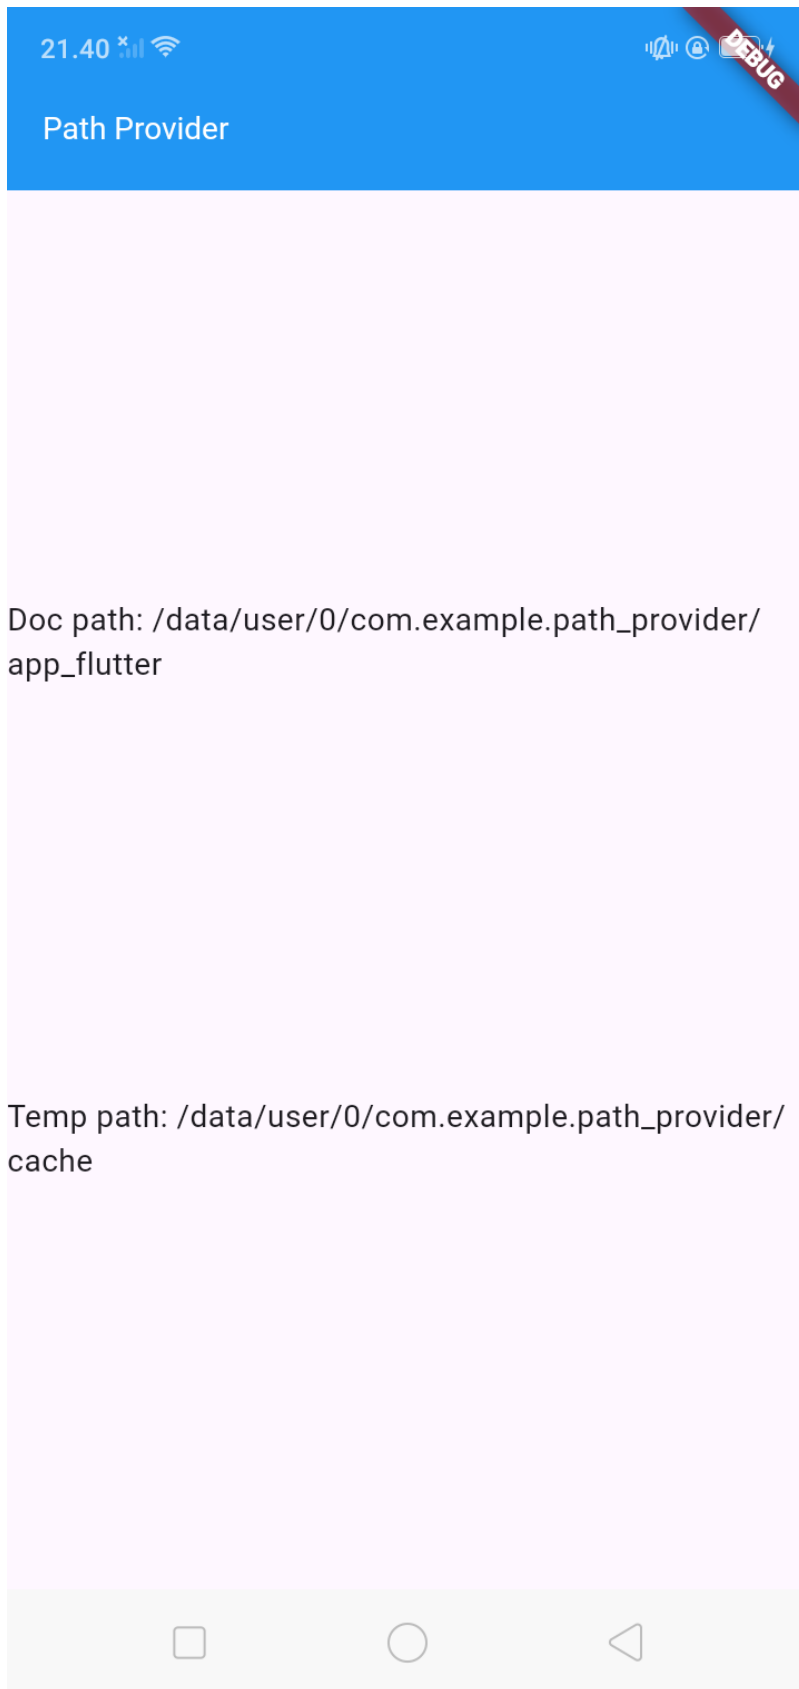 21.40
DEBUG
Path Provider
Doc path: /data/user/0/com.example.path_provider/
app_flutter
Temp path: /data/user/0/com.example.path_provider/
cache